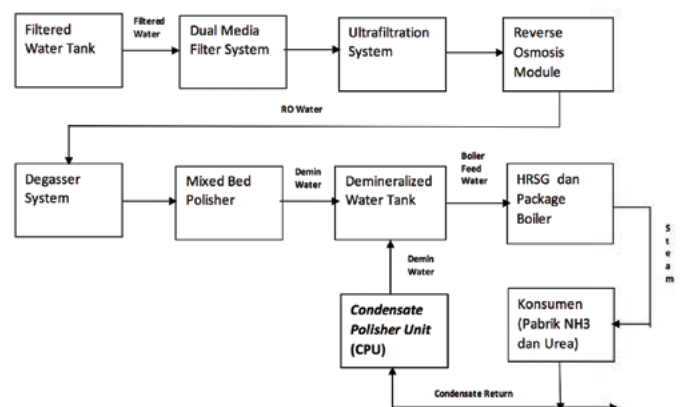 Filtered
Water Tank
Filtered
Water
Dual Media
Filter System
Ultrafiltration
System
Reverse
Osmosis
Module
RO Water
Degasser
System
Mixed Bed
Polisher
Demin
Water
Demineralized
Water Tank
Boiler
Feed
Water
HRSG dan
Package
Boiler
S
t
e
a
m
Demin
Water
Condensate
Polisher Unit
(CPU)
Konsumen
(Pabrik NH3
dan Urea)
Condensate Return